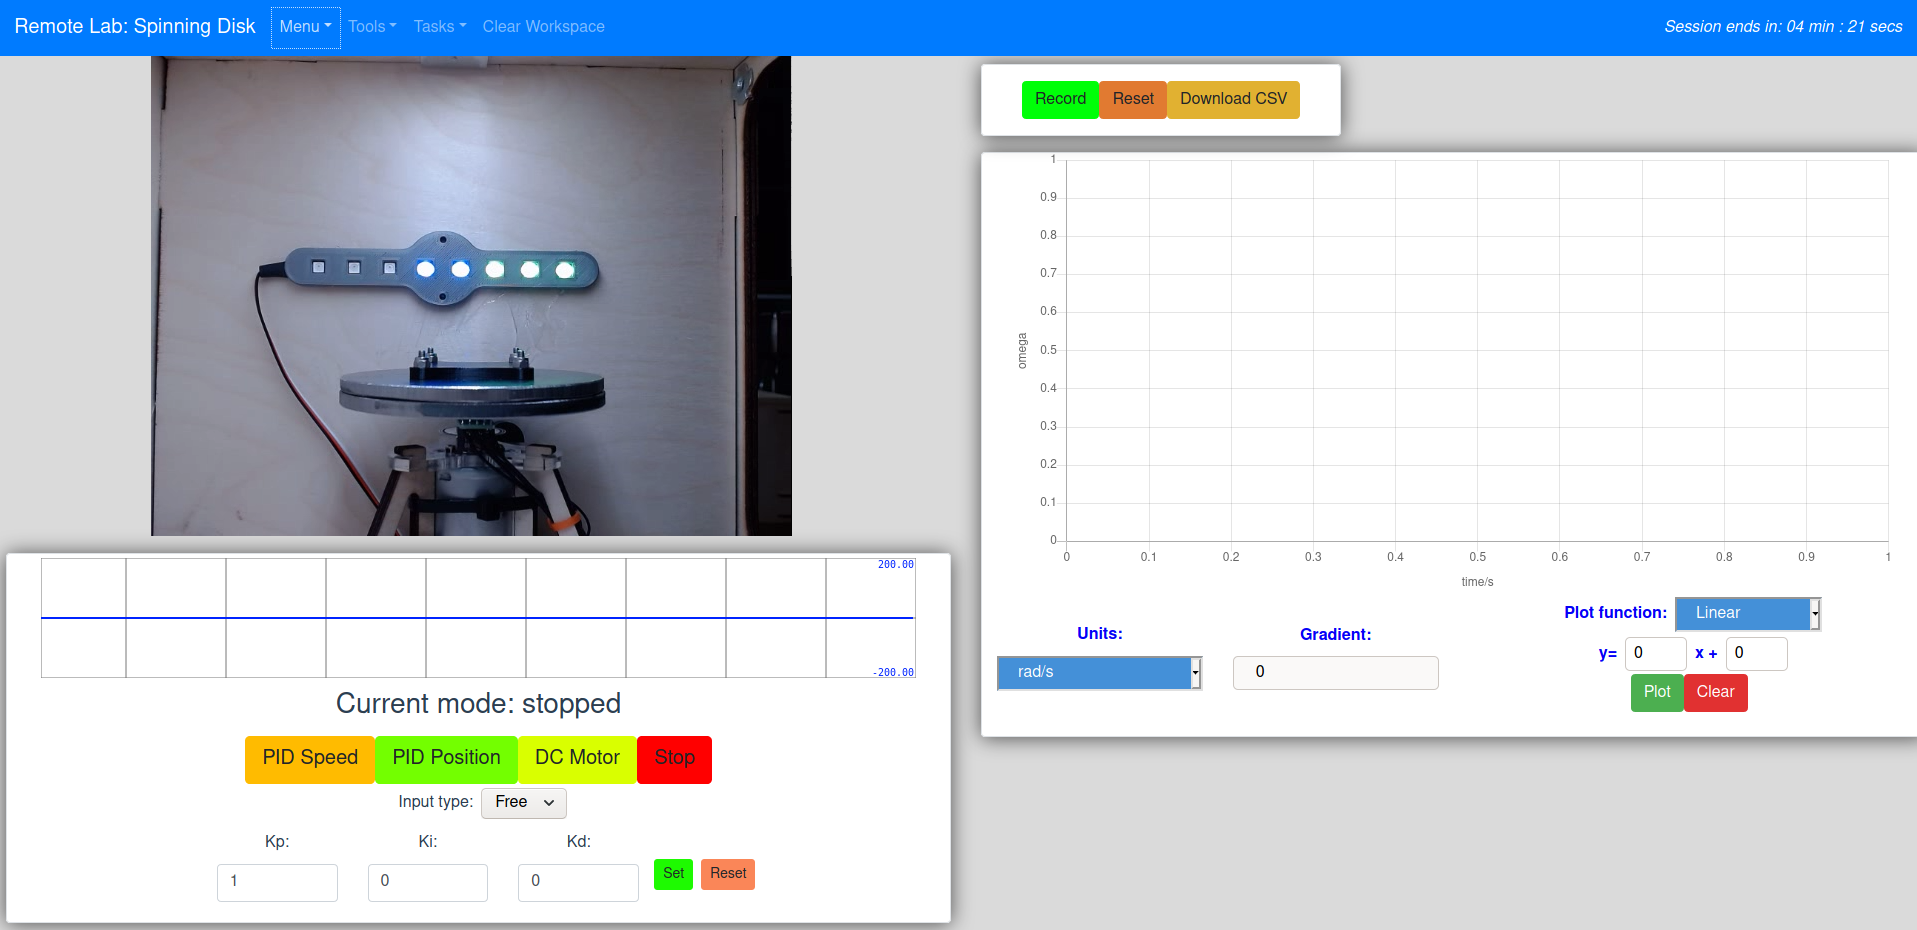 Remote Lab: Spinning Disk Menu Tools Tasks Clear Workspace Session ends in: 04 min : 21 secs
Record Reset Download CSV
1
0.9
0.8
0.7
0.6
0.5
0.4
0.3
0.2
0.1
0
omega
0 0.1 0.2 0.3 0.4 0.5 0.6 0.7 0.8 0.9 1
time/s
Units:
rad/s
Gradient:
0
Plot function: Linear
y= 0 x + 0
Plot Clear
200.00
-200.00
Current mode: stopped
PID Speed PID Position DC Motor Stop
Input type: Free
Kp: Ki: Kd:
1 0 0 Set Reset